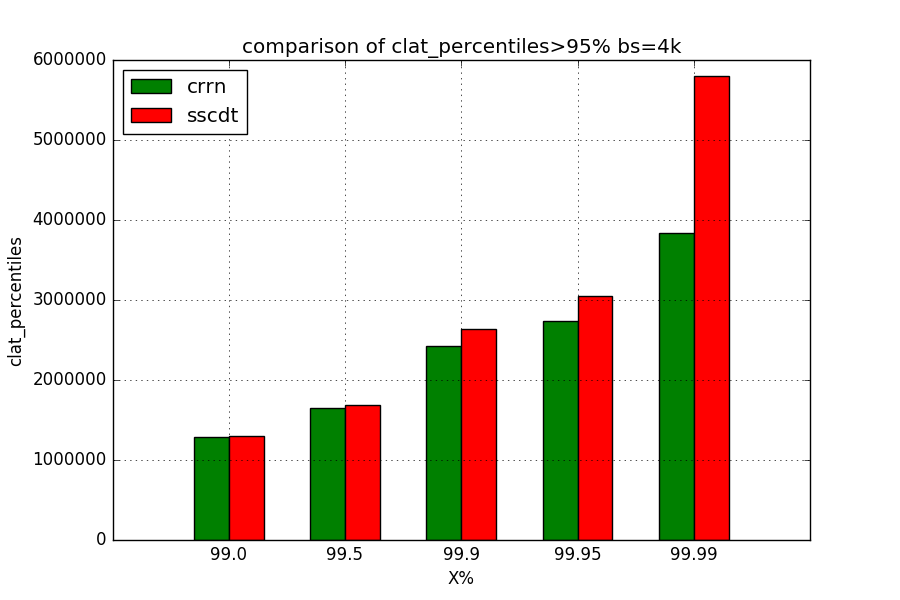 comparison of clat_percentiles>95% bs=4k
6000000
5000000
4000000
3000000
2000000
1000000
0
clat_percentiles
crrn
sscdt
99.0 99.5 99.9 99.95 99.99
X%